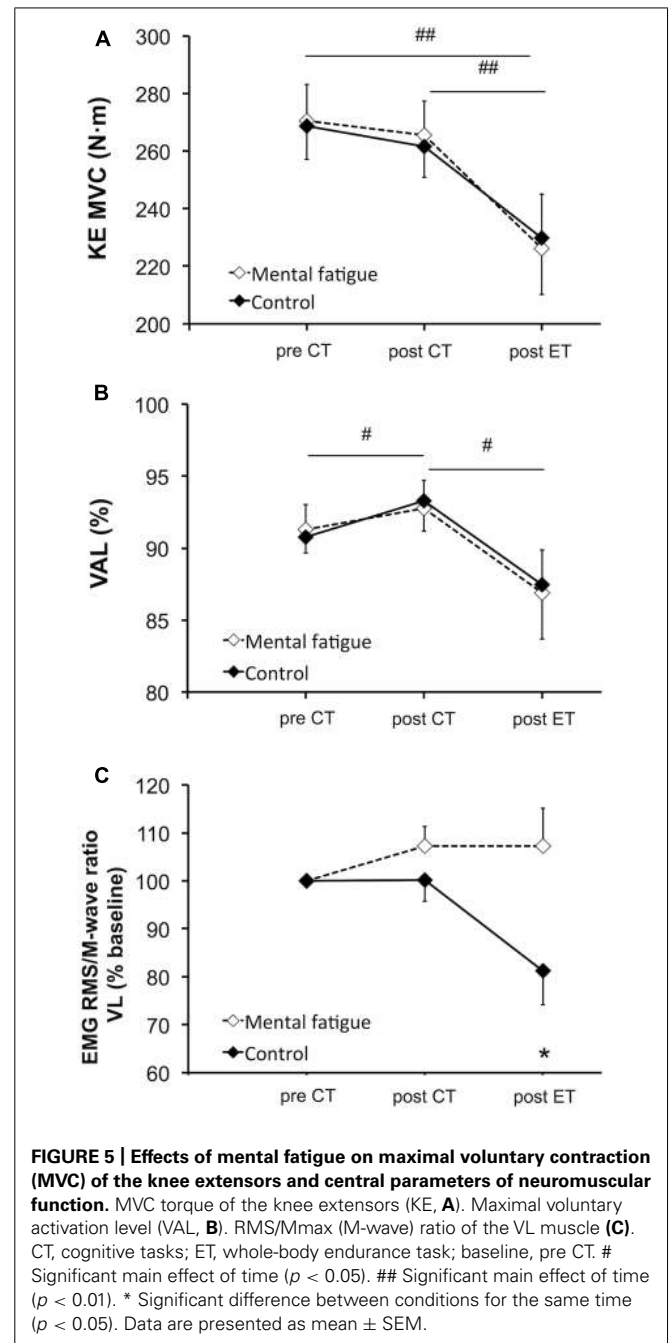 A
300
##
280
##
260
240
220
200
KE MVC (N·m)
Mental fatigue
Control
pre CT post CT post ET
B
100
95
90
85
80
VAL (%)
#
#
Mental fatigue
Control
pre CT post CT post ET
C
120
110
100
90
80
70
60
EMG RMS/M-wave ratio
VL (% baseline)
Mental fatigue
Control
*
pre CT post CT post ET
FIGURE 5 | Effects of mental fatigue on maximal voluntary contraction
(MVC) of the knee extensors and central parameters of neuromuscular
function. MVC torque of the knee extensors (KE, A). Maximal voluntary
activation level (VAL, B). RMS/Mmax (M-wave) ratio of the VL muscle (C).
CT, cognitive tasks; ET, whole-body endurance task; baseline, pre CT. #
Significant main effect of time (p < 0.05). ## Significant main effect of time
(p < 0.01). * Significant difference between conditions for the same time
(p < 0.05). Data are presented as mean ± SEM.